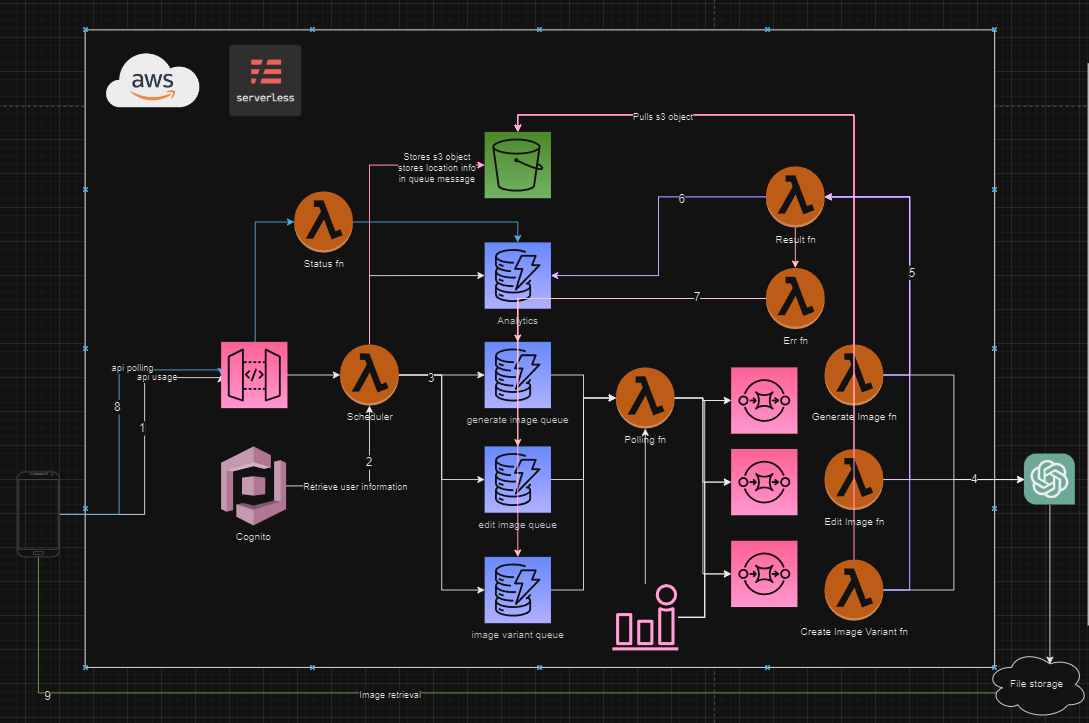 aws
serverless
Pulls s3 object
Stores s3 object
stores location info
in queue message
6
Result fn
Status fn
5
7
Analytics
Err fn
api polling
api usage
</>
3
8
1
Scheduler
generate image queue
Polling fn
Generate Image fn
2
Retrieve user information
4
Cognito
edit image queue
Edit Image fn
image variant queue
Create Image Variant fn
File storage
9
Image retrieval